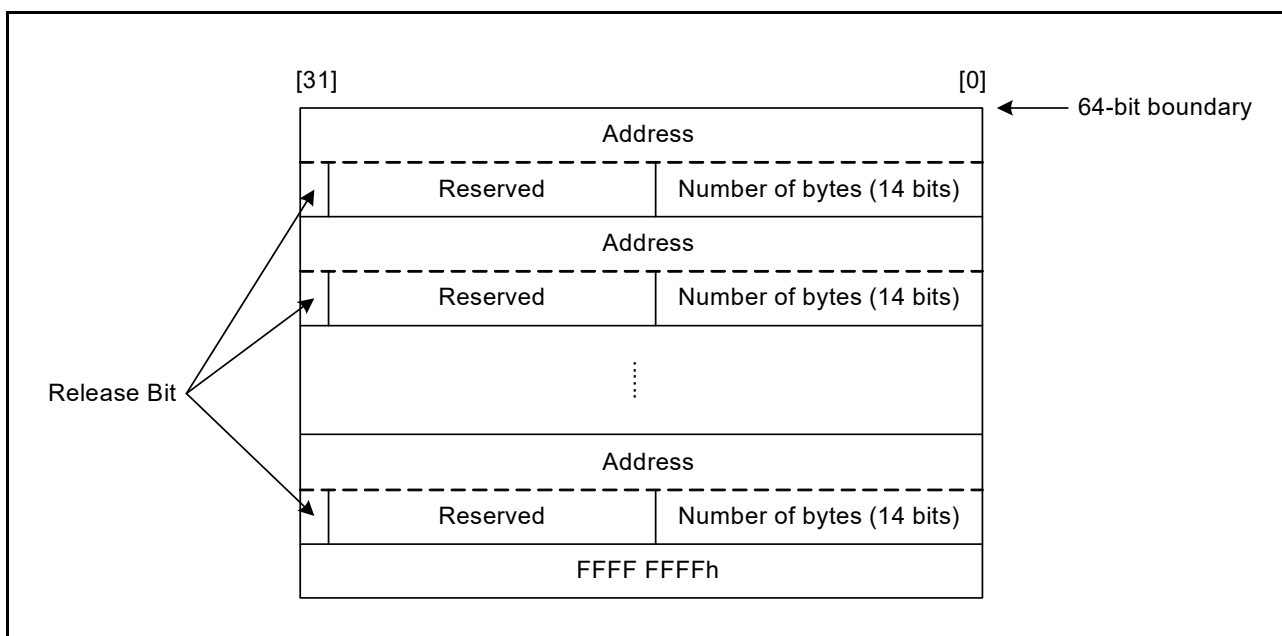 [31] [0]
64-bit boundary
Address
Reserved Number of bytes (14 bits)
Address
Reserved Number of bytes (14 bits)
Release Bit
Address
Reserved Number of bytes (14 bits)
FFFF FFFFh